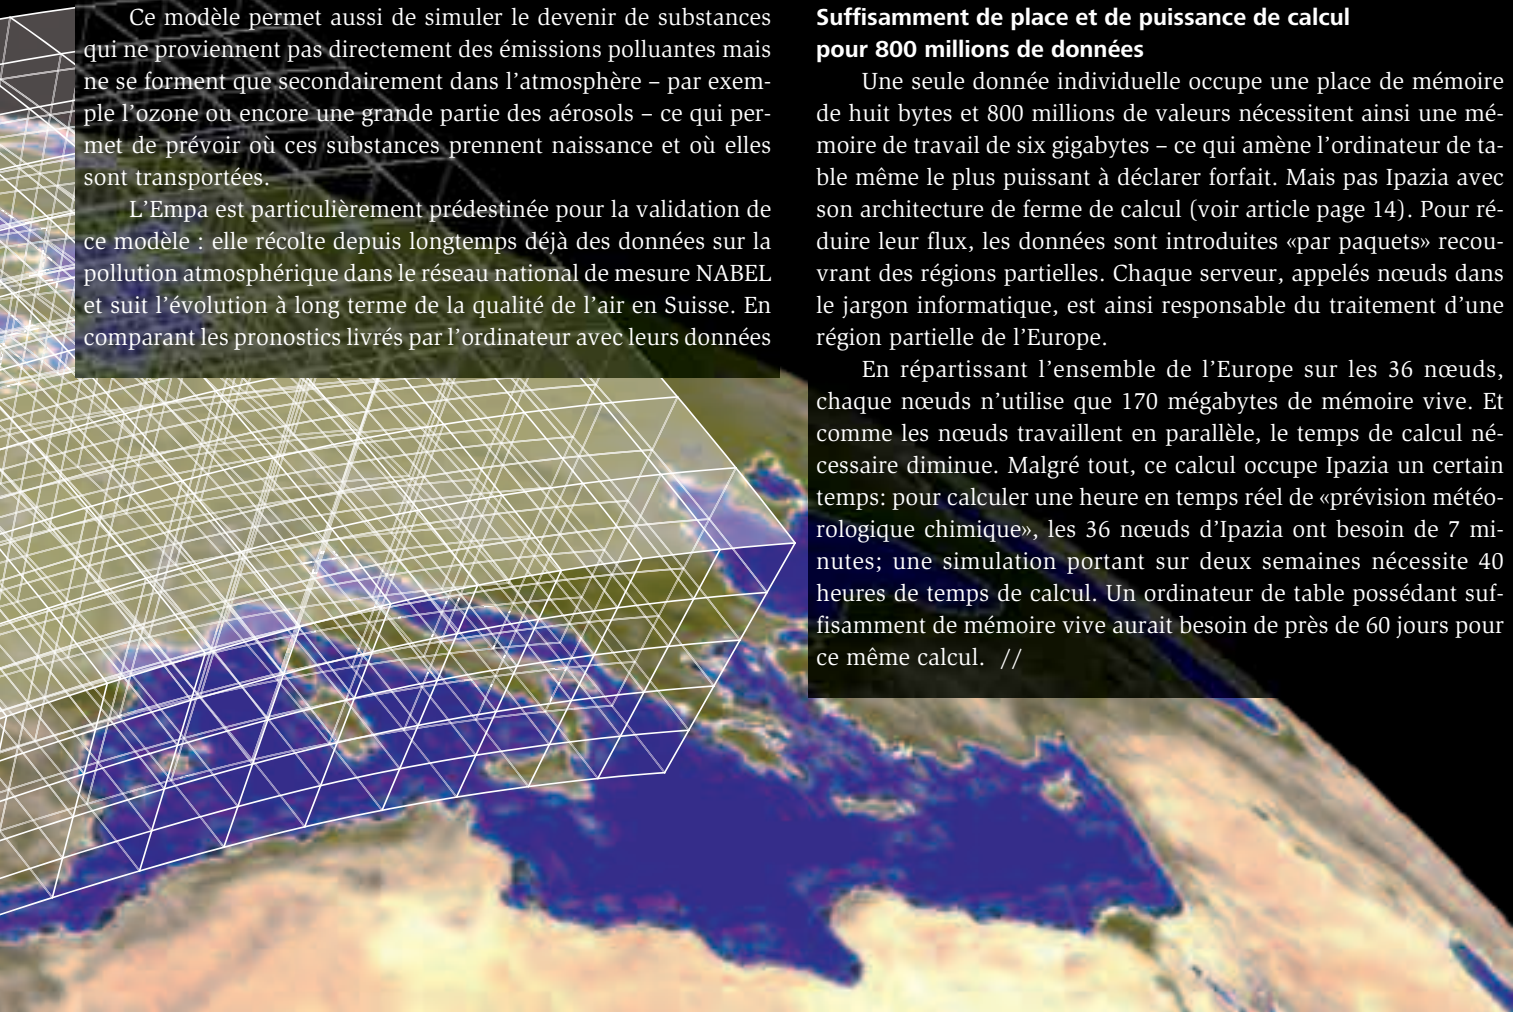 Ce modèle permet aussi de simuler le devenir de substances
qui ne proviennent pas directement des émissions polluantes mais
ne se forment que secondairement dans l’atmosphère – par exem-
ple l’ozone ou encore une grande partie des aérosols – ce qui per-
met de prévoir où ces substances prennent naissance et où elles
sont transportées.
L’Empa est particulièrement prédestinée pour la validation de
ce modèle : elle récolte depuis longtemps déjà des données sur la
pollution atmosphérique dans le réseau national de mesure NABEL
et suit l’évolution à long terme de la qualité de l’air en Suisse. En
comparant les pronostics livrés par l’ordinateur avec leurs données
Suffisamment de place et de puissance de calcul
pour 800 millions de données
Une seule donnée individuelle occupe une place de mémoire
de huit bytes et 800 millions de valeurs nécessitent ainsi une mé-
moire de travail de six gigabytes – ce qui amène l’ordinateur de ta-
ble même le plus puissant à déclarer forfait. Mais pas Ipazia avec
son architecture de ferme de calcul (voir article page 14). Pour ré-
duire leur flux, les données sont introduites «par paquets» recou-
vrant des régions partielles. Chaque serveur, appelés nœuds dans
le jargon informatique, est ainsi responsable du traitement d’une
région partielle de l’Europe.
En répartissant l’ensemble de l’Europe sur les 36 nœuds,
chaque nœuds n’utilise que 170 mégabytes de mémoire vive. Et
comme les nœuds travaillent en parallèle, le temps de calcul né-
cessaire diminue. Malgré tout, ce calcul occupe Ipazia un certain
temps: pour calculer une heure en temps réel de «prévision météo-
rologique chimique», les 36 nœuds d’Ipazia ont besoin de 7 mi-
nutes; une simulation portant sur deux semaines nécessite 40
heures de temps de calcul. Un ordinateur de table possédant suf-
fisamment de mémoire vive aurait besoin de près de 60 jours pour
ce même calcul. //